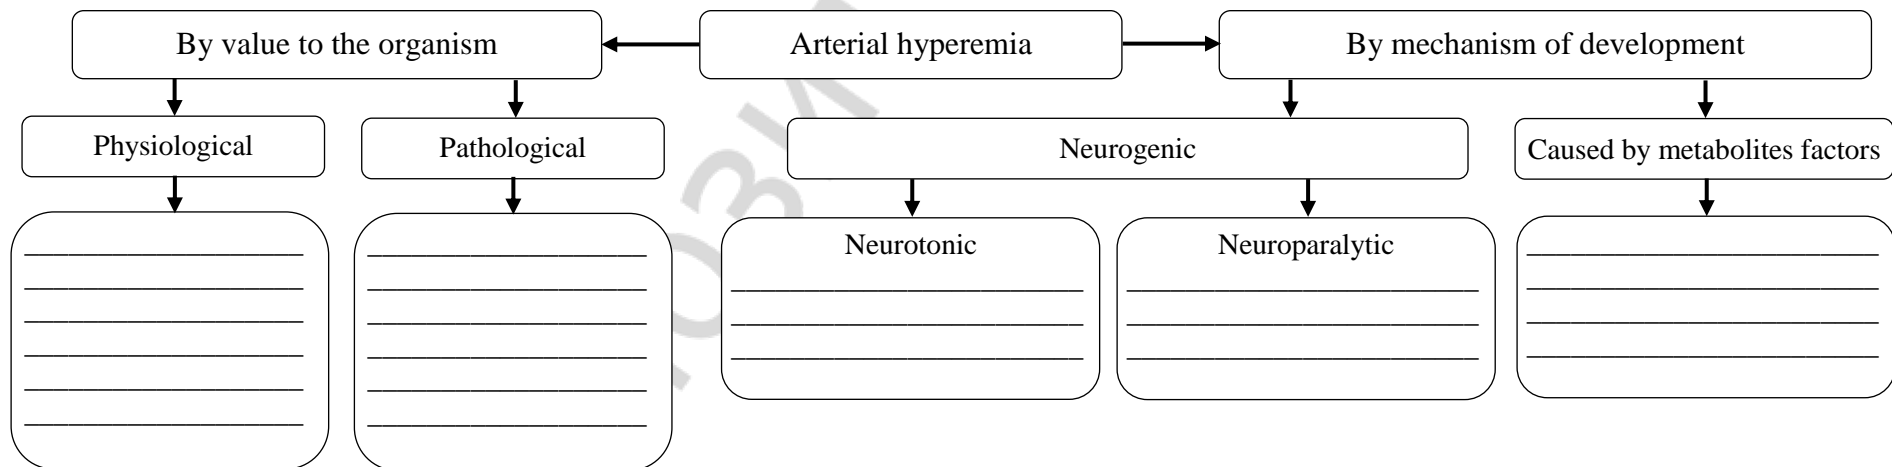 By value to the organism
Arterial hyperemia
By mechanism of development
Physiological
Pathological
Neurogenic
Caused by metabolites factors
Neurotonic
Neuroparalytic
ози